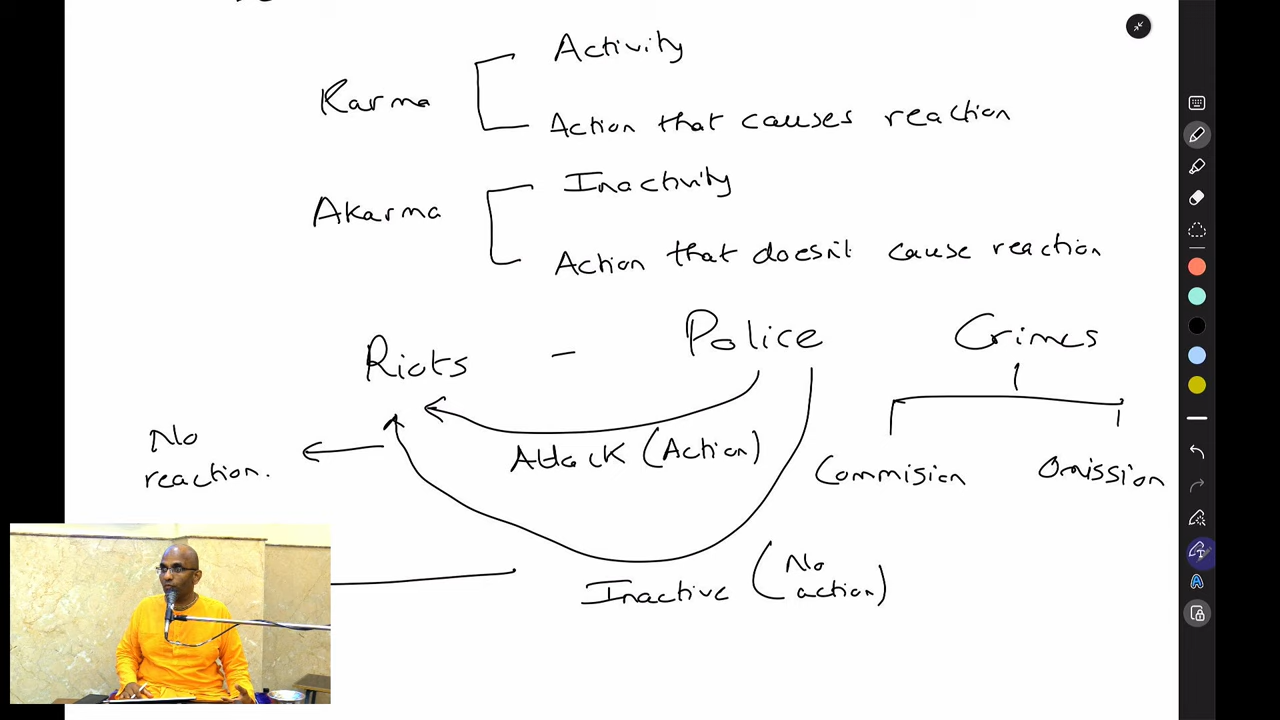 Activity
Karma
Action that causes reaction
Inactivity
Akarma
Action that doesn't cause reaction
Riots - Police
Crimes
No
reaction.
Attack (Action)
Commision
Omission
Inactive (No
action)